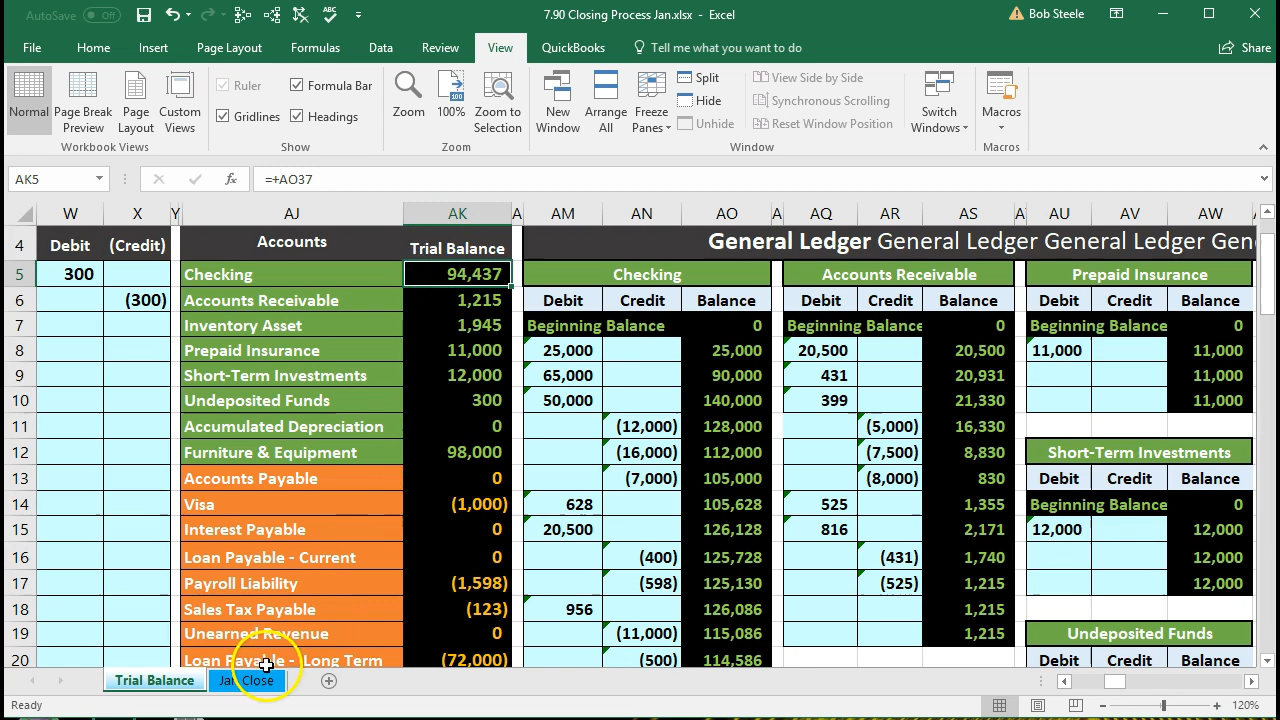 AutoSave Off 7.90 Closing Process Jan.xlsx - Excel Bob Steele
File Home Insert Page Layout Formulas Data Review View QuickBooks Tell me what you want to do Share
Normal Page Break Preview Page Layout Custom Views Ruler Formula Bar Gridlines Headings Zoom 100% Zoom to Selection New Window Arrange All Freeze Panes Split Hide Unhide View Side by Side Synchronous Scrolling Reset Window Position Switch Windows Macros
Workbook Views Show Zoom Window Macros
AK5 fx =+AO37
W X Y AJ AK A AM AN AO A AQ AR AS A AU AV AW
4 Debit (Credit) Accounts Trial Balance General Ledger General Ledger General Ledger Gene
5 300 Checking 94,437 Checking Accounts Receivable Prepaid Insurance
6 (300) Accounts Receivable 1,215 Debit Credit Balance Debit Credit Balance Debit Credit Balance
7 Inventory Asset 1,945 Beginning Balance 0 Beginning Balance 0 Beginning Balance 0
8 Prepaid Insurance 11,000 25,000 25,000 20,500 20,500 11,000 11,000
9 Short-Term Investments 12,000 65,000 90,000 431 20,931 11,000
10 Undeposited Funds 300 50,000 140,000 399 21,330 11,000
11 Accumulated Depreciation 0 (12,000) 128,000 (5,000) 16,330
12 Furniture & Equipment 98,000 (16,000) 112,000 (7,500) 8,830 Short-Term Investments
13 Accounts Payable 0 (7,000) 105,000 (8,000) 830 Debit Credit Balance
14 Visa (1,000) 628 105,628 525 1,355 Beginning Balance 0
15 Interest Payable 0 20,500 126,128 816 2,171 12,000 12,000
16 Loan Payable - Current 0 (400) 125,728 (431) 1,740 12,000
17 Payroll Liability (1,598) (598) 125,130 (525) 1,215 12,000
18 Sales Tax Payable (123) 956 126,086 1,215
19 Unearned Revenue 0 (11,000) 115,086 1,215 Undeposited Funds
20 Loan Payable - Long Term (72,000) (500) 114,586 Debit Credit Balance
Trial Balance Jan Close
Ready 120%